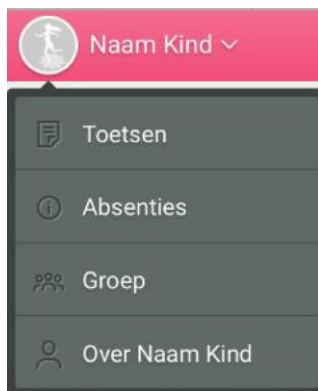 Naam Kind
Toetsen
Absenties
Groep
Over Naam Kind